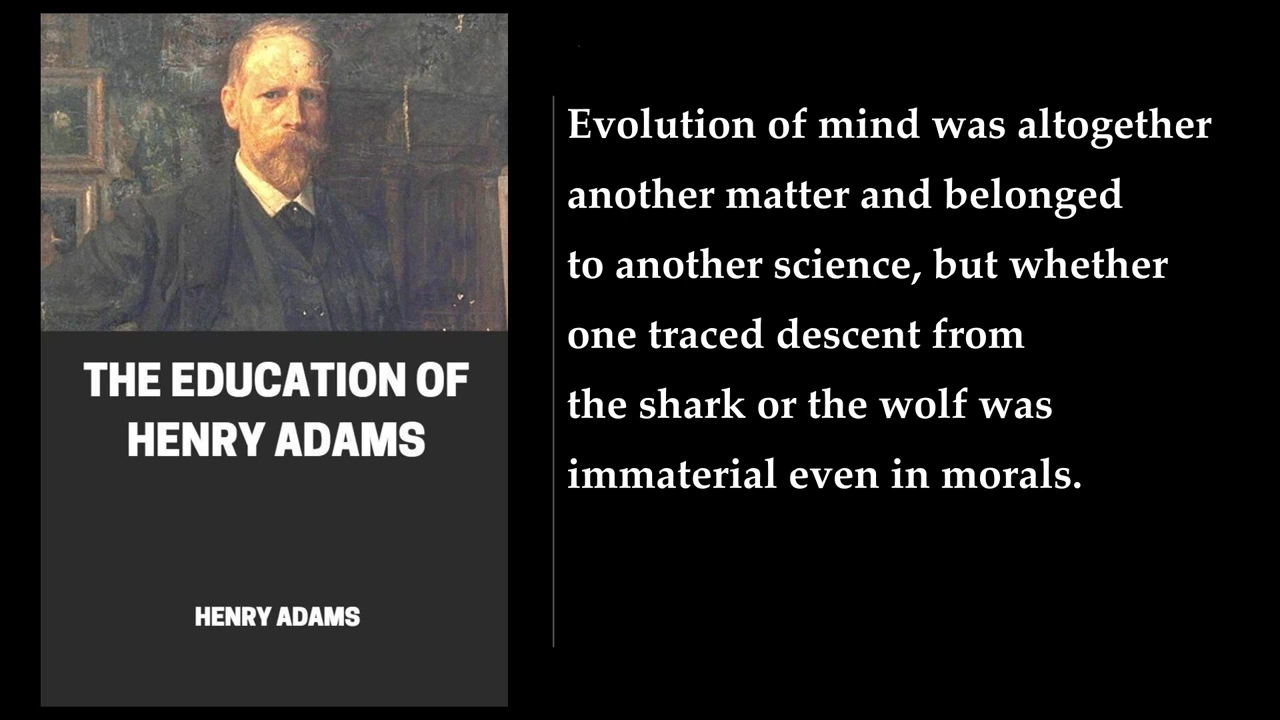 THE EDUCATION OF
HENRY ADAMS
HENRY ADAMS
Evolution of mind was altogether
another matter and belonged
to another science, but whether
one traced descent from
the shark or the wolf was
immaterial even in morals.